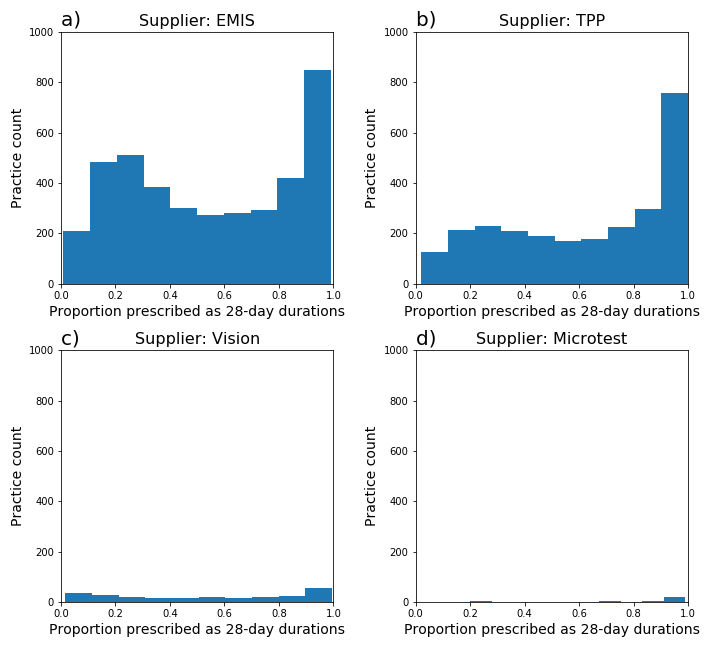 a) Supplier: EMIS
1000
800
600
400
200
0
Practice count
0.0 0.2 0.4 0.6 0.8 1.0
Proportion prescribed as 28-day durations
b) Supplier: TPP
1000
800
600
400
200
0
Practice count
0.0 0.2 0.4 0.6 0.8 1.0
Proportion prescribed as 28-day durations
c) Supplier: Vision
1000
800
600
400
200
0
Practice count
0.0 0.2 0.4 0.6 0.8 1.0
Proportion prescribed as 28-day durations
d) Supplier: Microtest
1000
800
600
400
200
0
Practice count
0.0 0.2 0.4 0.6 0.8 1.0
Proportion prescribed as 28-day durations